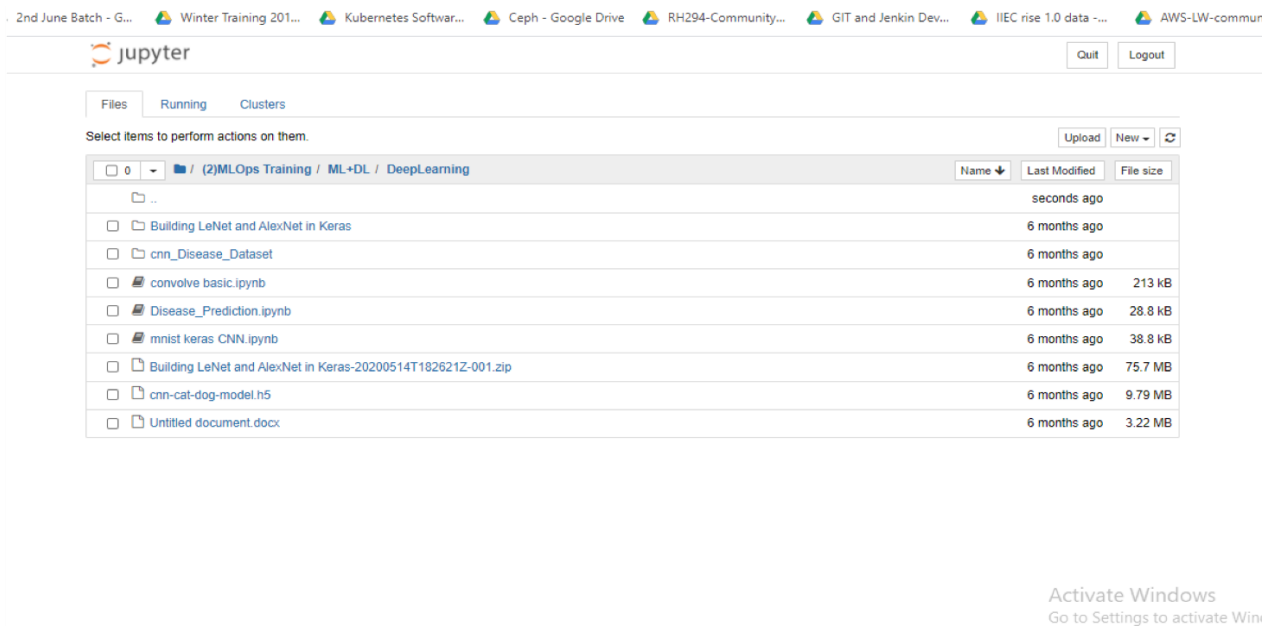 2nd June Batch - G... Winter Training 201... Kubernetes Softwar... Ceph - Google Drive RH294-Community... GIT and Jenkin Dev... IIEC rise 1.0 data -... AWS-LW-commun
jupyter Quit Logout
Files Running Clusters
Select items to perform actions on them. Upload New
0 / (2)MLOps Training / ML+DL / DeepLearning Name Last Modified File size
.. seconds ago
Building LeNet and AlexNet in Keras 6 months ago
cnn_Disease_Dataset 6 months ago
convolve basic.ipynb 6 months ago 213 kB
Disease_Prediction.ipynb 6 months ago 28.8 kB
mnist keras CNN.ipynb 6 months ago 38.8 kB
Building LeNet and AlexNet in Keras-20200514T182621Z-001.zip 6 months ago 75.7 MB
cnn-cat-dog-model.h5 6 months ago 9.79 MB
Untitled document.docx 6 months ago 3.22 MB
Activate Windows
Go to Settings to activate Win